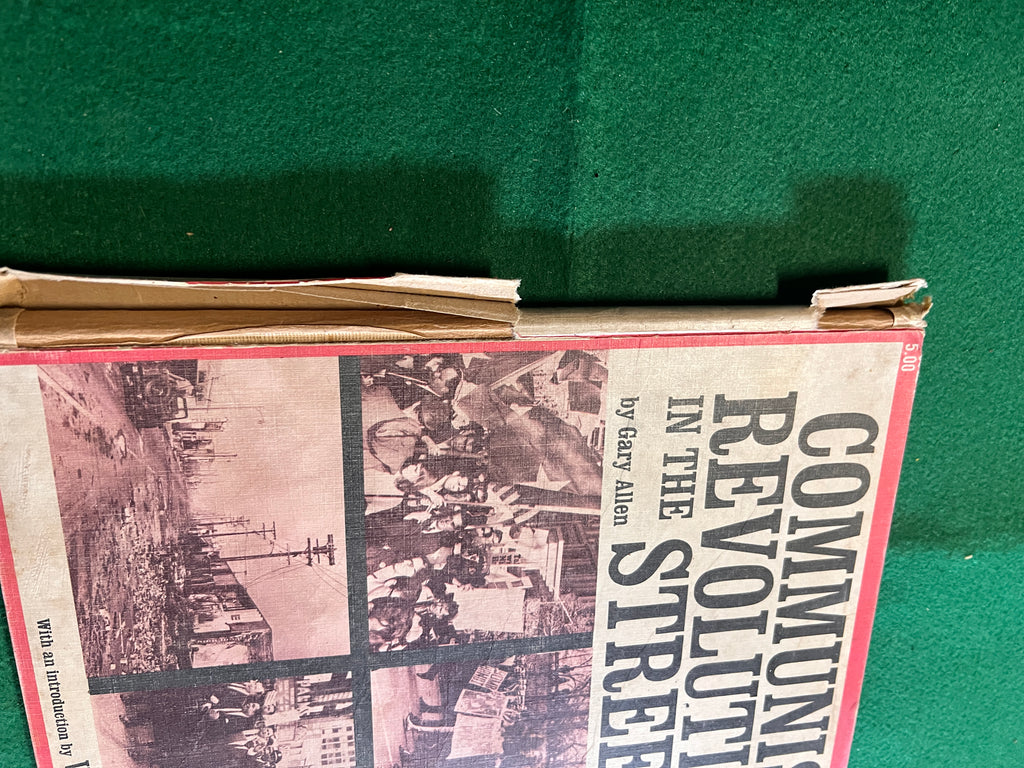 5.00
COMMUNIS
REVOLUTI
IN THE STREE
by Gary Allen
With an introduction by